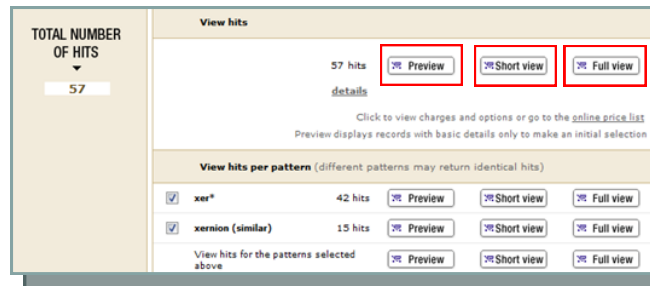 TOTAL NUMBER
OF HITS
57
View hits
57 hits Preview Short view Full view
details
Click to view charges and options or go to the online price list
Preview displays records with basic details only to make an initial selection
View hits per pattern (different patterns may return identical hits)
xer* 42 hits Preview Short view Full view
xernion (similar) 15 hits Preview Short view Full view
View hits for the patterns selected
above Preview Short view Full view